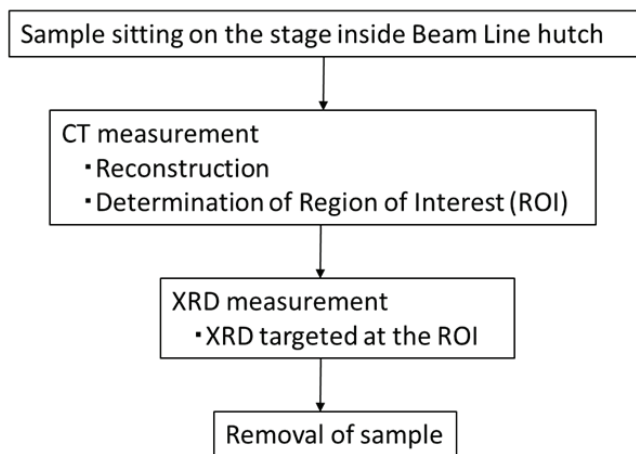 Sample sitting on the stage inside Beam Line hutch
CT measurement
・Reconstruction
・Determination of Region of Interest (ROI)
XRD measurement
・XRD targeted at the ROI
Removal of sample